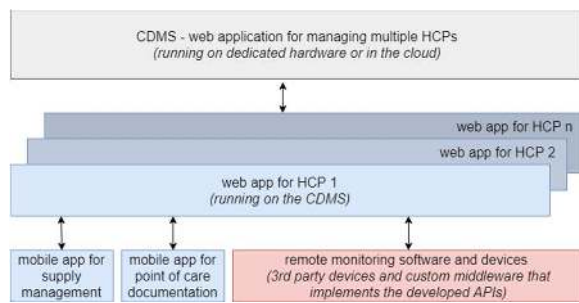 CDMS - web application for managing multiple HCPs
(running on dedicated hardware or in the cloud)
web app for HCP n
web app for HCP 2
web app for HCP 1
(running on the CDMS)
mobile app for
supply
management
mobile app for
point of care
documentation
remote monitoring software and devices
(3rd party devices and custom middleware that
implements the developed APIs)